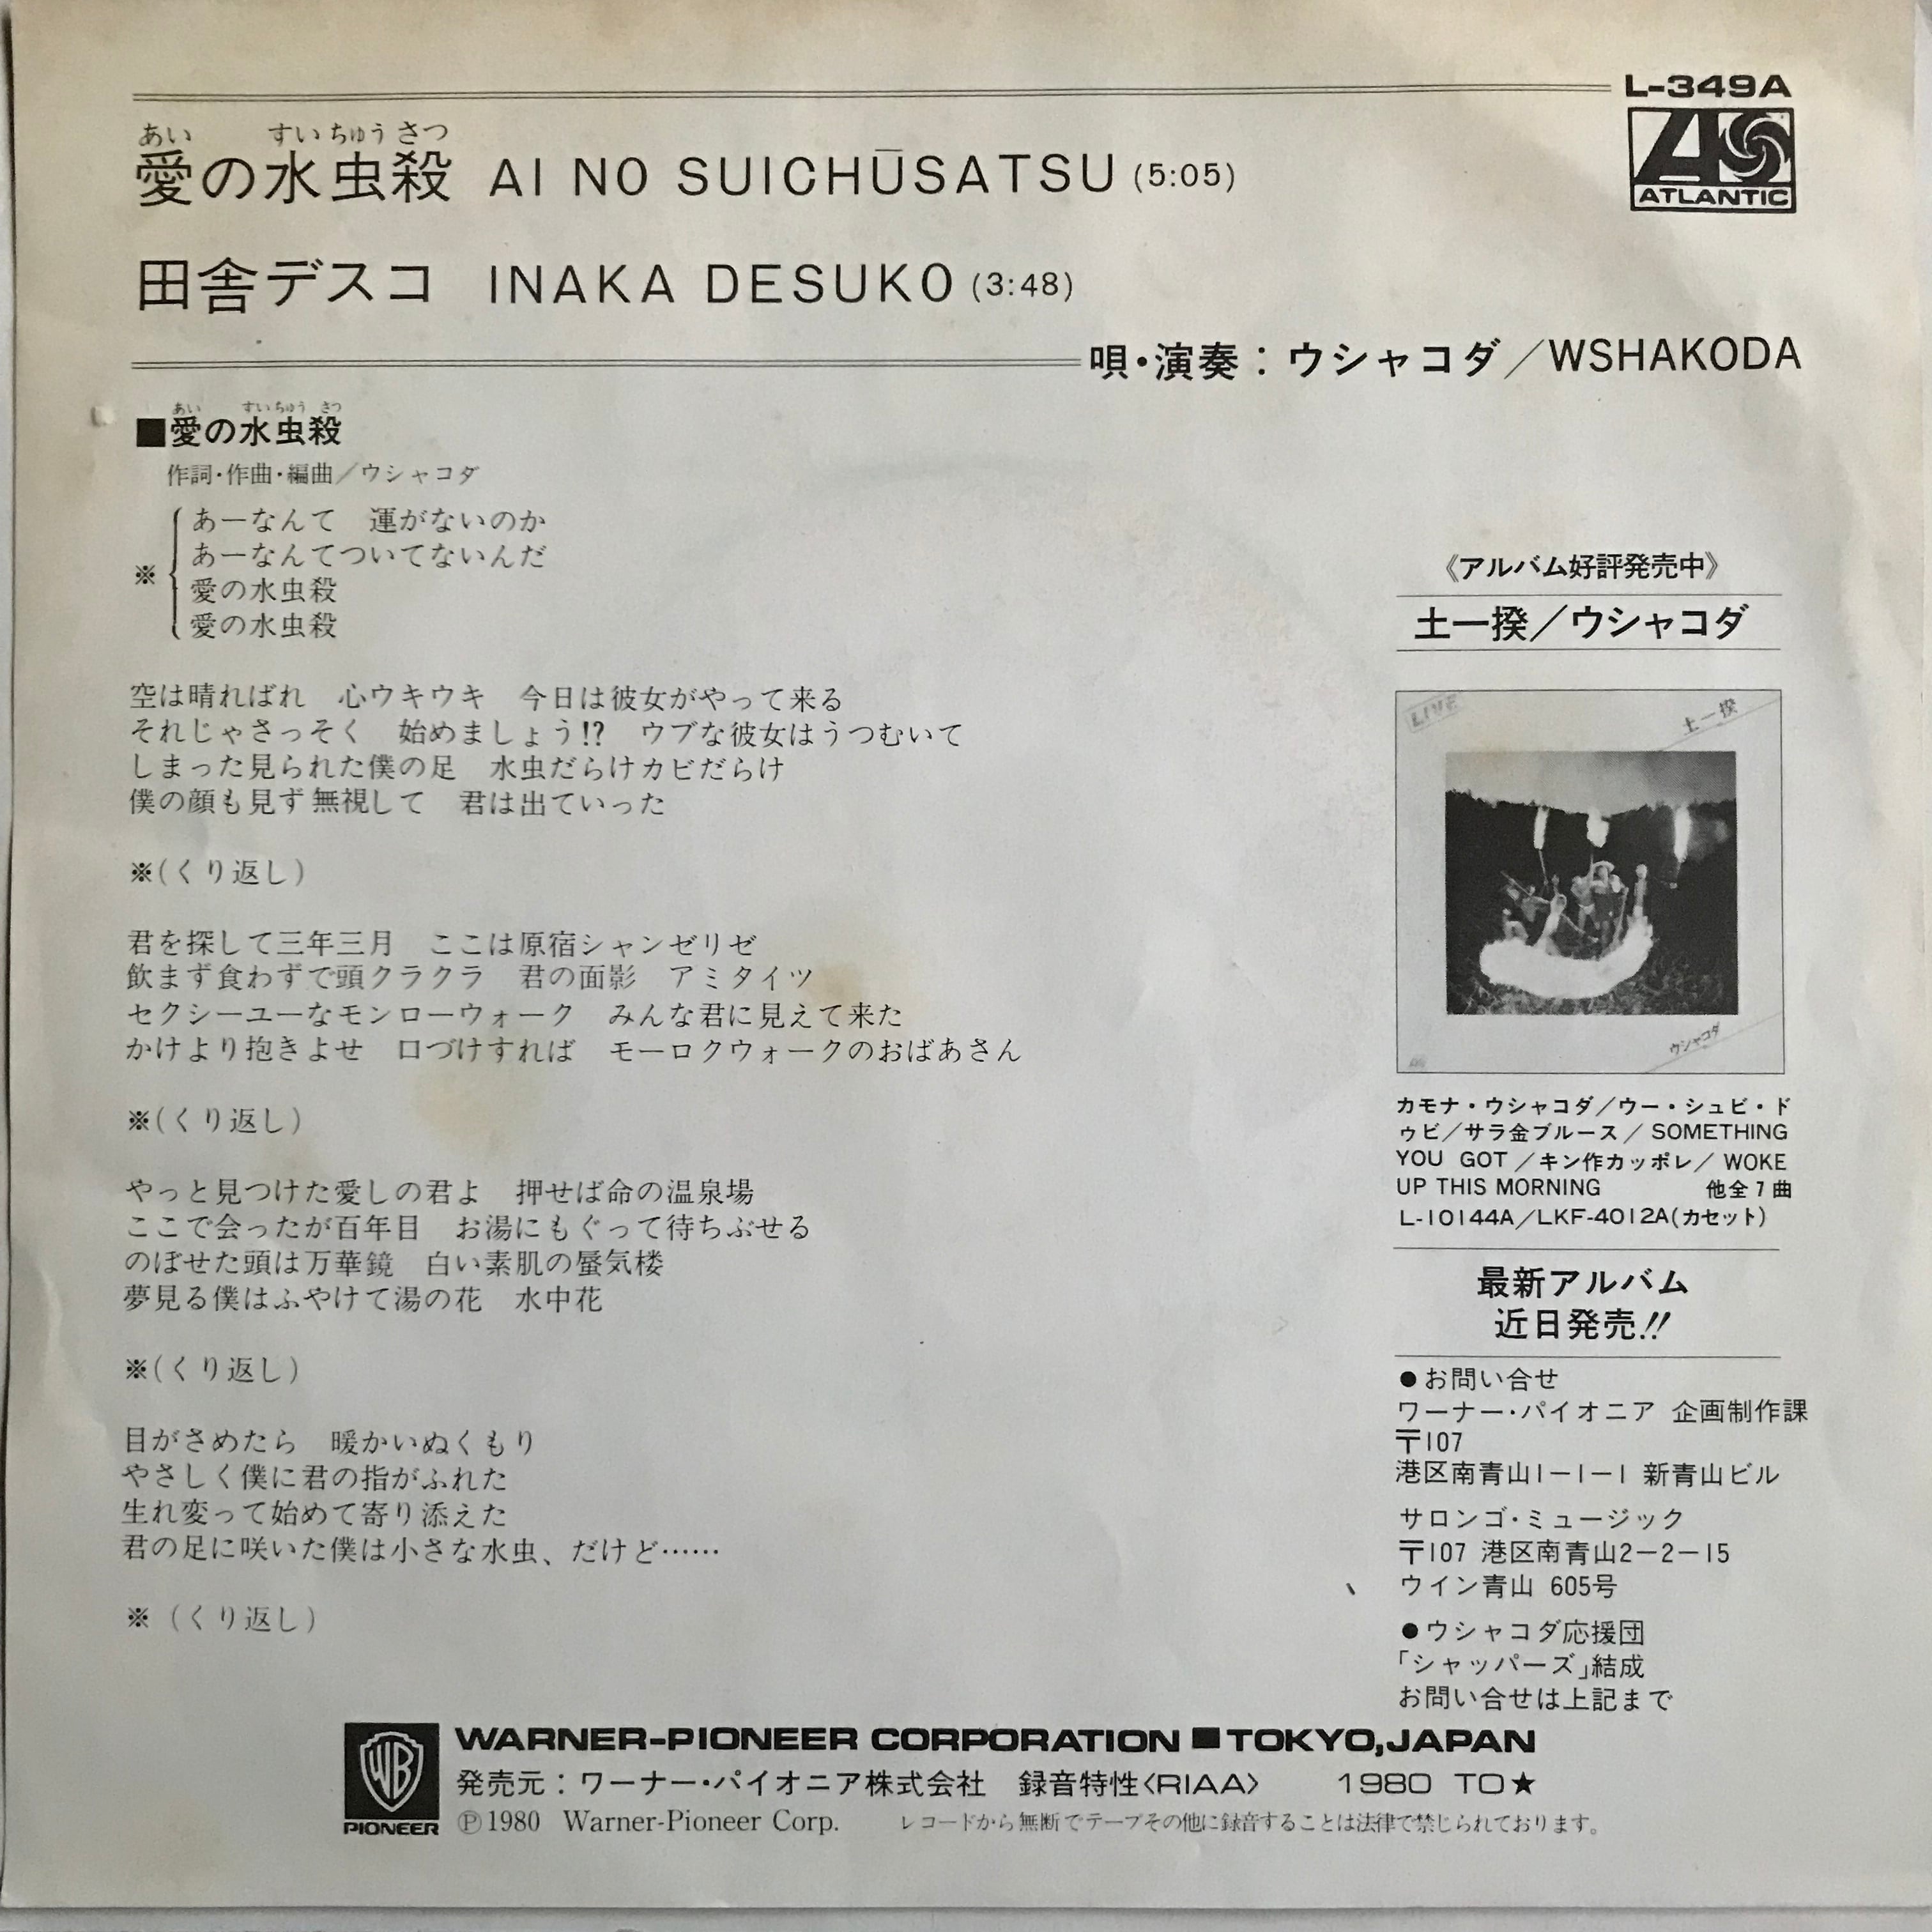 L-349A
ATLANTIC
あい すいちゅうさつ
愛の水虫殺 AI NO SUICHŪSATSU (5:05)
田舎デスコ INAKA DESUKO (3:48)
唄・演奏：ウシャコダ／WSHAKODA
あい すいちゅう さつ
■愛の水虫殺
作詞・作曲・編曲／ウシャコダ
※
あーなんて　運がないのか
あーなんてついてないんだ
愛の水虫殺
愛の水虫殺
空は晴ればれ　心ウキウキ　今日は彼女がやって来る
それじゃさっそく　始めましょう!?　ウブな彼女はうつむいて
しまった見られた僕の足　水虫だらけカビだらけ
僕の顔も見ず無視して　君は出ていった
※(くり返し)
君を探して三年三月　ここは原宿シャンゼリゼ
飲まず食わずで頭クラクラ　君の面影　アミタイツ
セクシーユーなモンローウォーク　みんな君に見えて来た
かけより抱きよせ　口づけすれば　モーロクウォークのおばあさん
※(くり返し)
やっと見つけた愛しの君よ　押せば命の温泉場
ここで会ったが百年目　お湯にもぐって待ちぶせる
のぼせた頭は万華鏡　白い素肌の蜃気楼
夢見る僕はふやけて湯の花　水中花
※(くり返し)
目がさめたら　暖かいぬくもり
やさしく僕に君の指がふれた
生れ変って始めて寄り添えた
君の足に咲いた僕は小さな水虫、だけど……
※（くり返し）
《アルバム好評発売中》
土一揆／ウシャコダ
LIVE
土一揆
ウシャコダ
カモナ・ウシャコダ／ウー・シュビ・ド
ゥビ／サラ金ブルース／SOMETHING
YOU GOT／キン作カッポレ／WOKE
UP THIS MORNING　他全7曲
L-10144A／LKF-4012A(カセット)
最新アルバム
近日発売!!
●お問い合せ
ワーナー・パイオニア 企画制作課
〒107
港区南青山1－1－1 新青山ビル
サロンゴ・ミュージック
〒107 港区南青山2－2－15
ウイン青山 605号
●ウシャコダ応援団
「シャッパーズ」結成
お問い合せは上記まで
WB
PIONEER
WARNER-PIONEER CORPORATION ■ TOKYO, JAPAN
発売元：ワーナー・パイオニア株式会社　録音特性〈RIAA〉　1980 TO★
Ⓟ1980 Warner-Pioneer Corp.　レコードから無断でテープその他に録音することは法律で禁じられております。